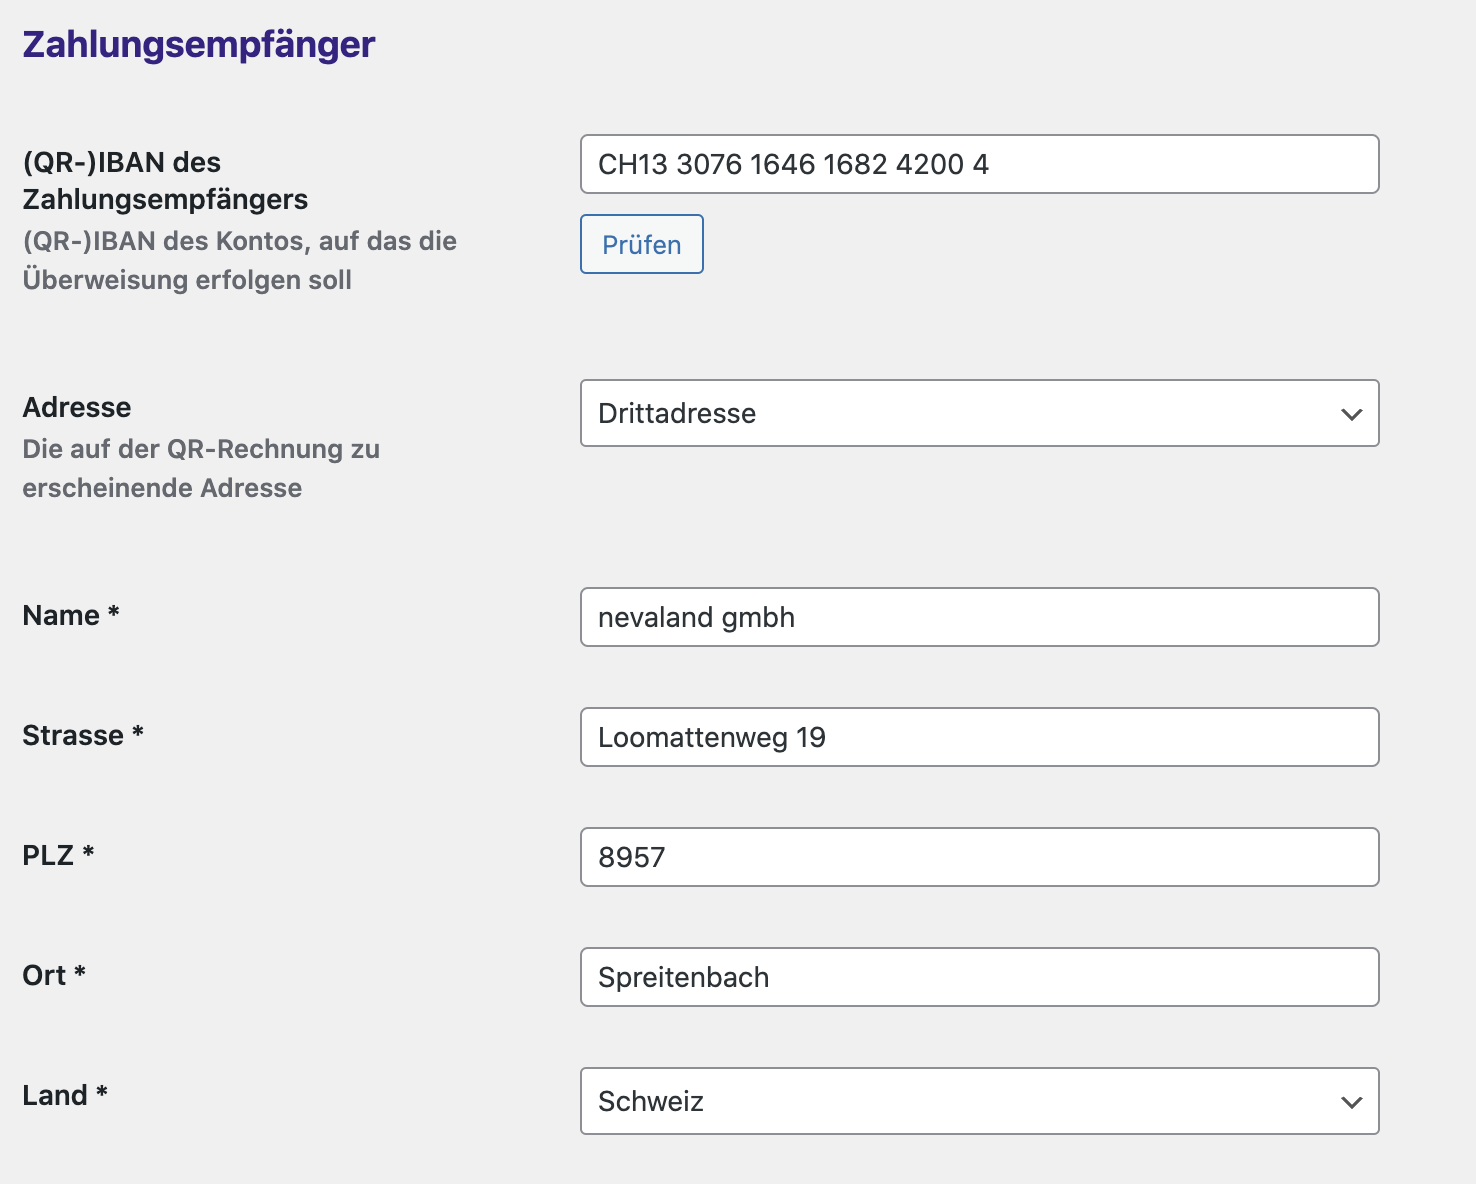 Zahlungsempfänger
(QR-)IBAN des
Zahlungsempfängers
(QR-)IBAN des Kontos, auf das die
Überweisung erfolgen soll
CH13 3076 1646 1682 4200 4
Prüfen
Adresse
Die auf der QR-Rechnung zu
erscheinende Adresse
Drittadresse
Name *
nevaland gmbh
Strasse *
Loomattenweg 19
PLZ *
8957
Ort *
Spreitenbach
Land *
Schweiz